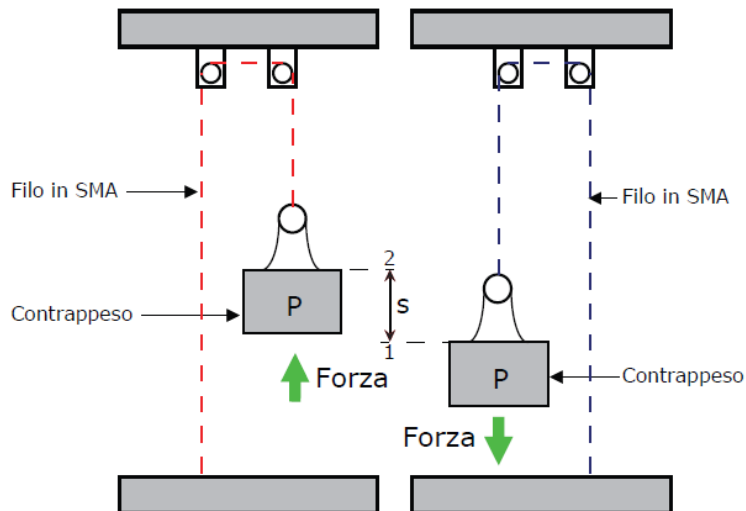 Filo in SMA
Filo in SMA
2
P
s
Contrappeso
1
Forza
P
Contrappeso
Forza